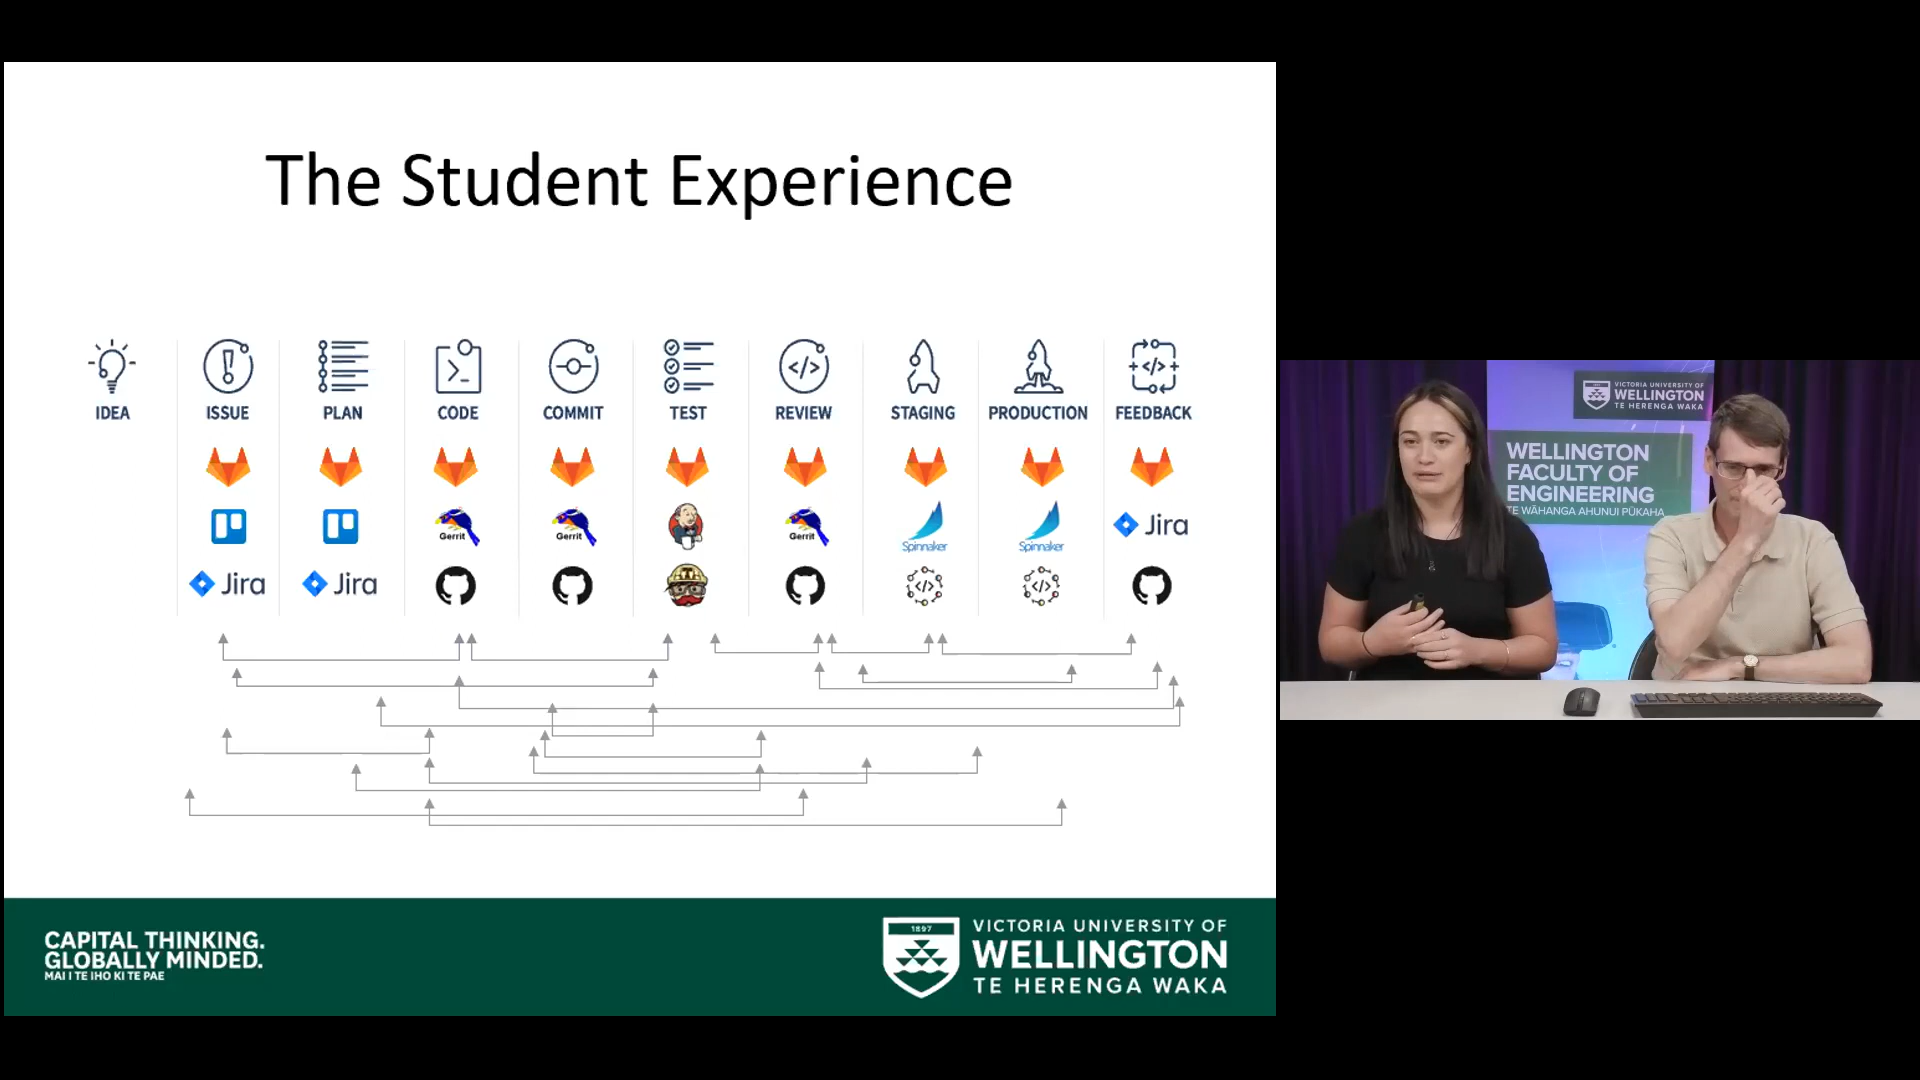 The Student Experience
IDEA
ISSUE
PLAN
CODE
COMMIT
TEST
REVIEW
STAGING
PRODUCTION
FEEDBACK
Gerrit
Gerrit
Gerrit
Spinnaker
Spinnaker
Jira
Jira
Jira
CAPITAL THINKING.
GLOBALLY MINDED.
MAI I TE IHO KI TE PAE
1897
VICTORIA UNIVERSITY OF
WELLINGTON
TE HERENGA WAKA
VICTORIA UNIVERSITY OF
WELLINGTON
TE HERENGA WAKA
WELLINGTON
FACULTY OF
ENGINEERING
TE WĀHANGA AHUNUI PŪKAHA